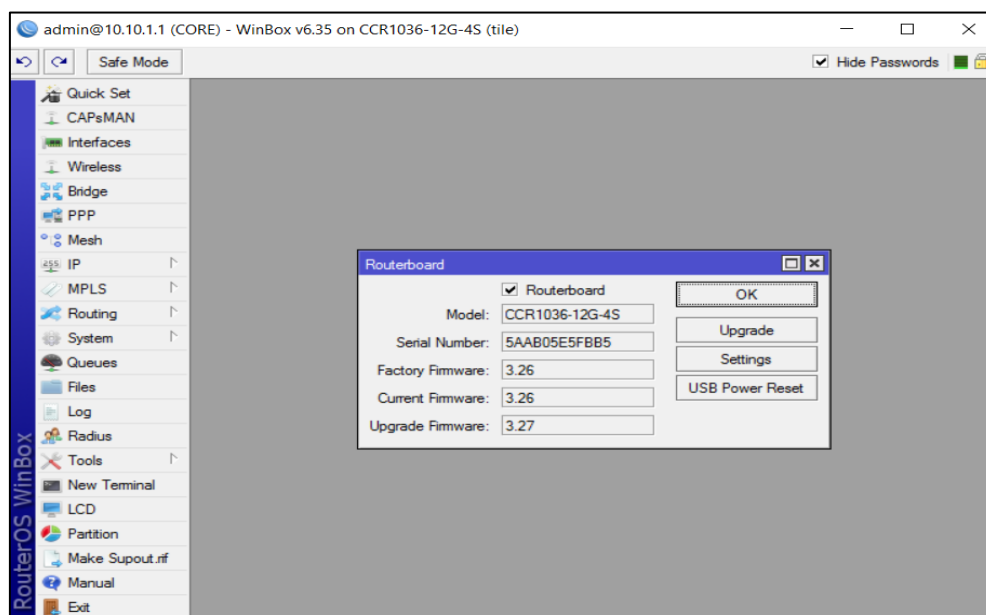 admin@10.10.1.1 (CORE) - WinBox v6.35 on CCR1036-12G-4S (tile)
Safe Mode
Hide Passwords
Quick Set
CAPsMAN
Interfaces
Wireless
Bridge
PPP
Mesh
255 IP
MPLS
Routing
System
Queues
Files
Log
Radius
Tools
New Terminal
LCD
Partition
Make Supout.rif
Manual
Exit
RouterOS WinBox
Routerboard
Routerboard
Model: CCR1036-12G-4S
Serial Number: 5AAB05E5FBB5
Factory Firmware: 3.26
Current Firmware: 3.26
Upgrade Firmware: 3.27
OK
Upgrade
Settings
USB Power Reset